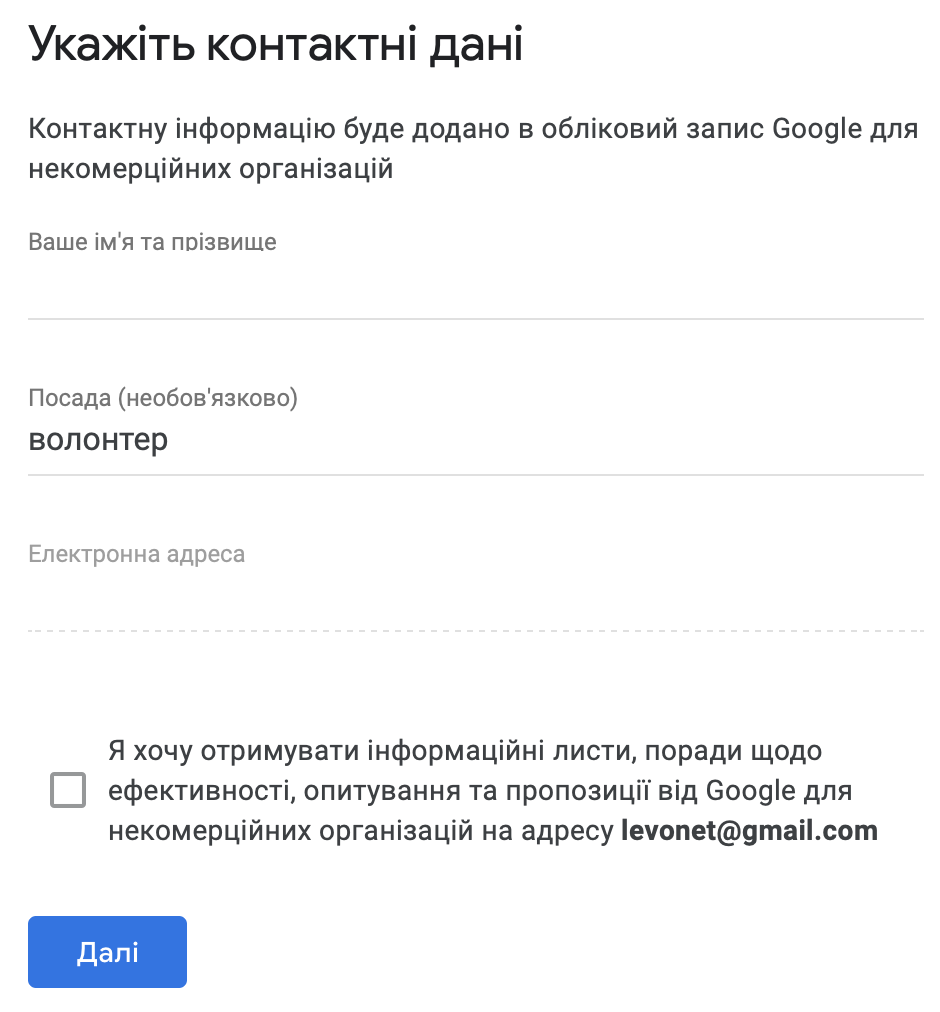 Укажіть контактні дані
Контактну інформацію буде додано в обліковий запис Google для
некомерційних організацій
Ваше ім'я та прізвище
Посада (необов'язково)
волонтер
Електронна адреса
Я хочу отримувати інформаційні листи, поради щодо
ефективності, опитування та пропозиції від Google для
некомерційних організацій на адресу levonet@gmail.com
Далі